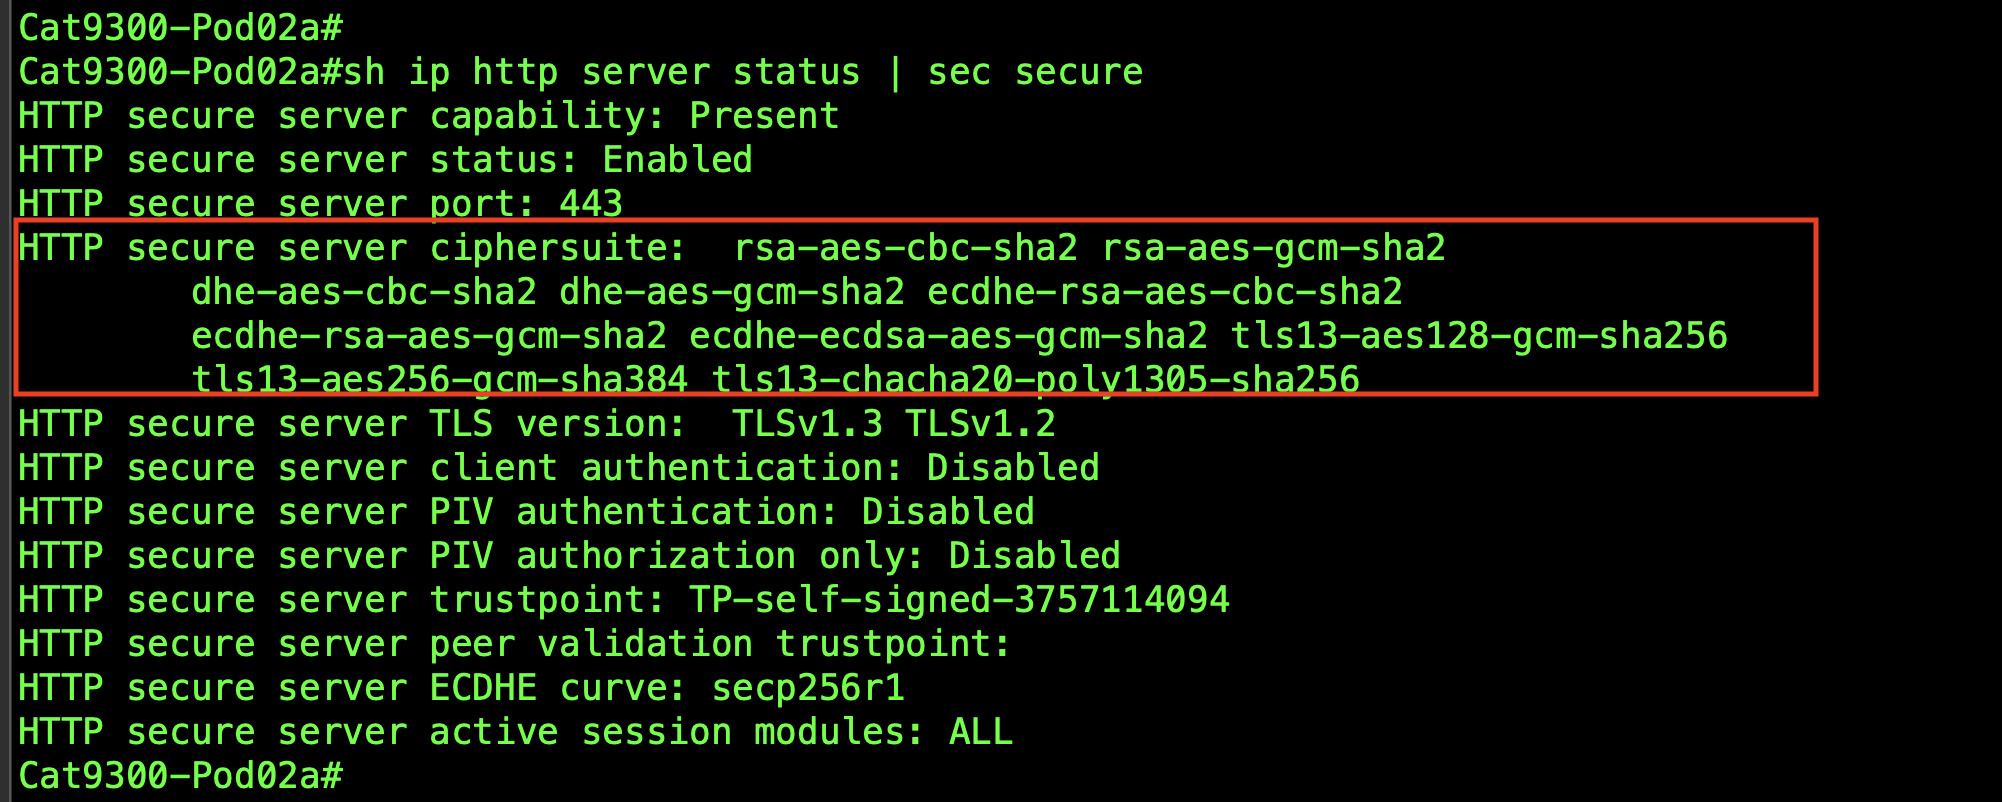 Cat9300-Pod02a#
Cat9300-Pod02a#sh ip http server status | sec secure
HTTP secure server capability: Present
HTTP secure server status: Enabled
HTTP secure server port: 443
HTTP secure server ciphersuite:  rsa-aes-cbc-sha2 rsa-aes-gcm-sha2
        dhe-aes-cbc-sha2 dhe-aes-gcm-sha2 ecdhe-rsa-aes-cbc-sha2
        ecdhe-rsa-aes-gcm-sha2 ecdhe-ecdsa-aes-gcm-sha2 tls13-aes128-gcm-sha256
        tls13-aes256-gcm-sha384 tls13-chacha20-poly1305-sha256
HTTP secure server TLS version:  TLSv1.3 TLSv1.2
HTTP secure server client authentication: Disabled
HTTP secure server PIV authentication: Disabled
HTTP secure server PIV authorization only: Disabled
HTTP secure server trustpoint: TP-self-signed-3757114094
HTTP secure server peer validation trustpoint:
HTTP secure server ECDHE curve: secp256r1
HTTP secure server active session modules: ALL
Cat9300-Pod02a#